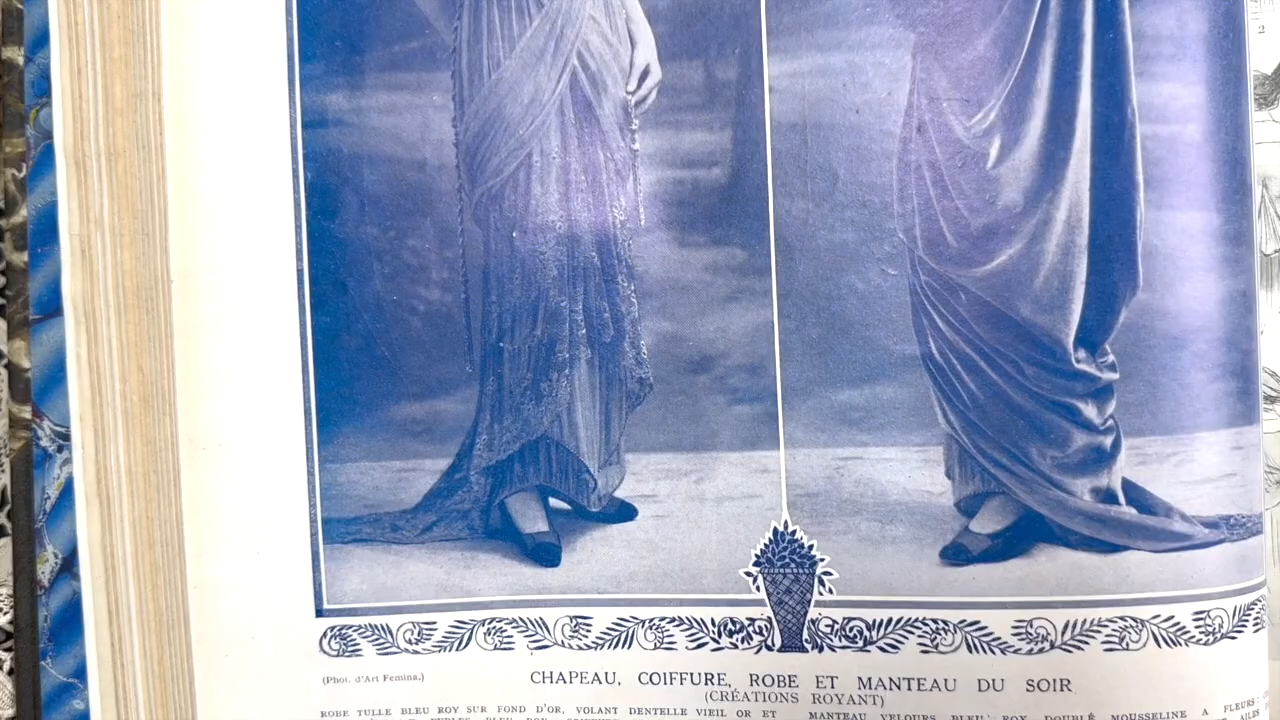 (Phot. d'Art Femina.)
CHAPEAU, COIFFURE, ROBE ET MANTEAU DU SOIR
(CRÉATIONS ROYANT)
ROBE TULLE BLEU ROY SUR FOND D'OR, VOLANT DENTELLE VIEIL OR ET
MANTEAU VELOURS BLEU ROY DOUBLÉ MOUSSELINE A FLEURS